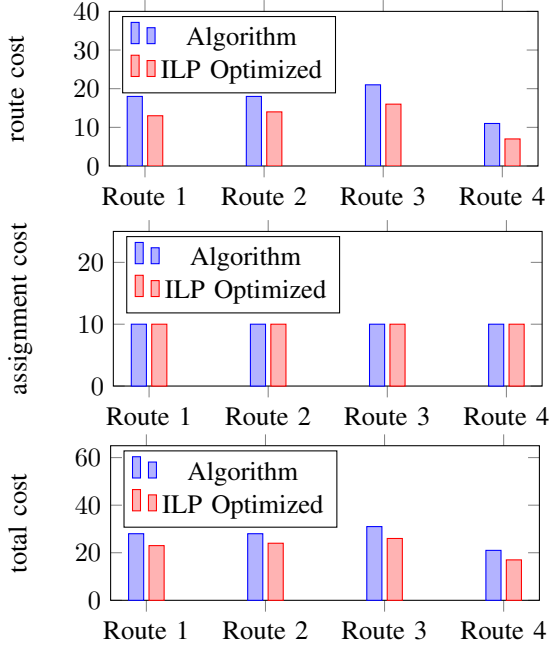 40
30
20
10
0
route cost
Algorithm
ILP Optimized
Route 1 Route 2 Route 3 Route 4
20
10
0
assignment cost
Algorithm
ILP Optimized
Route 1 Route 2 Route 3 Route 4
60
40
20
0
total cost
Algorithm
ILP Optimized
Route 1 Route 2 Route 3 Route 4